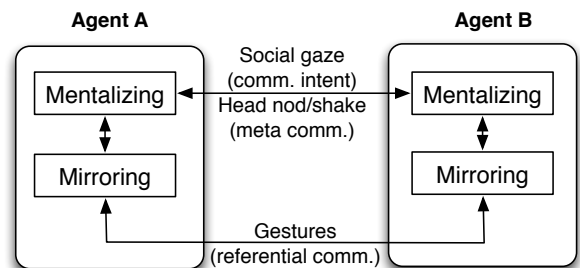 Agent A
Agent B
Social gaze
(comm. intent)
Head nod/shake
(meta comm.)
Mentalizing
Mentalizing
Mirroring
Mirroring
Gestures
(referential comm.)